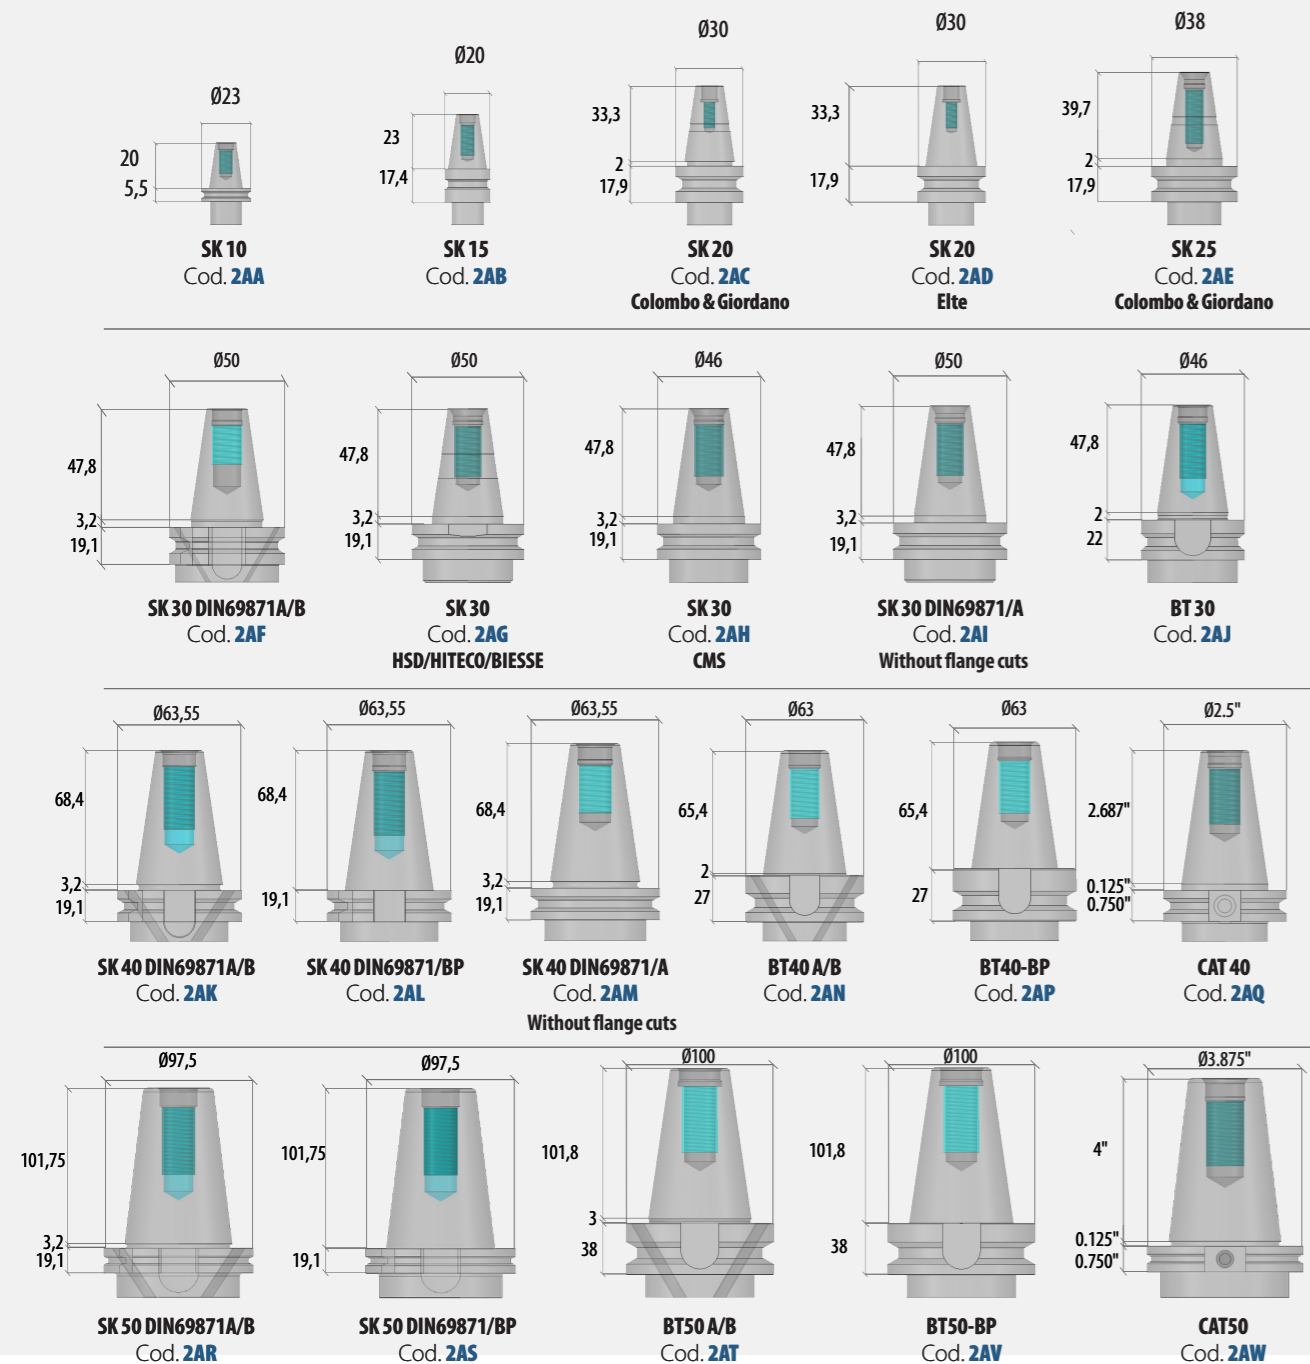 Ø23
20
5,5
SK 10
Cod. 2AA
Ø20
23
17,4
SK 15
Cod. 2AB
Ø30
33,3
2
17,9
SK 20
Cod. 2AC
Colombo & Giordano
Ø30
33,3
17,9
SK 20
Cod. 2AD
Elte
Ø38
39,7
2
17,9
SK 25
Cod. 2AE
Colombo & Giordano
Ø50
47,8
3,2
19,1
SK 30 DIN69871A/B
Cod. 2AF
Ø50
47,8
3,2
19,1
SK 30
Cod. 2AG
HSD/HITECO/BIESSE
Ø46
47,8
3,2
19,1
SK 30
Cod. 2AH
CMS
Ø50
47,8
3,2
19,1
SK 30 DIN69871/A
Cod. 2AI
Without flange cuts
Ø46
47,8
2
22
BT 30
Cod. 2AJ
Ø63,55
68,4
3,2
19,1
SK 40 DIN69871A/B
Cod. 2AK
Ø63,55
68,4
19,1
SK 40 DIN69871/BP
Cod. 2AL
Ø63,55
68,4
3,2
19,1
SK 40 DIN69871/A
Cod. 2AM
Without flange cuts
Ø63
65,4
2
27
BT40 A/B
Cod. 2AN
Ø63
65,4
27
BT40-BP
Cod. 2AP
Ø2.5"
2.687"
0.125"
0.750"
CAT 40
Cod. 2AQ
Ø97,5
101,75
3,2
19,1
SK 50 DIN69871A/B
Cod. 2AR
Ø97,5
101,75
19,1
SK 50 DIN69871/BP
Cod. 2AS
Ø100
101,8
3
38
BT50 A/B
Cod. 2AT
Ø100
101,8
38
BT50-BP
Cod. 2AV
Ø3.875"
4"
0.125"
0.750"
CAT50
Cod. 2AW